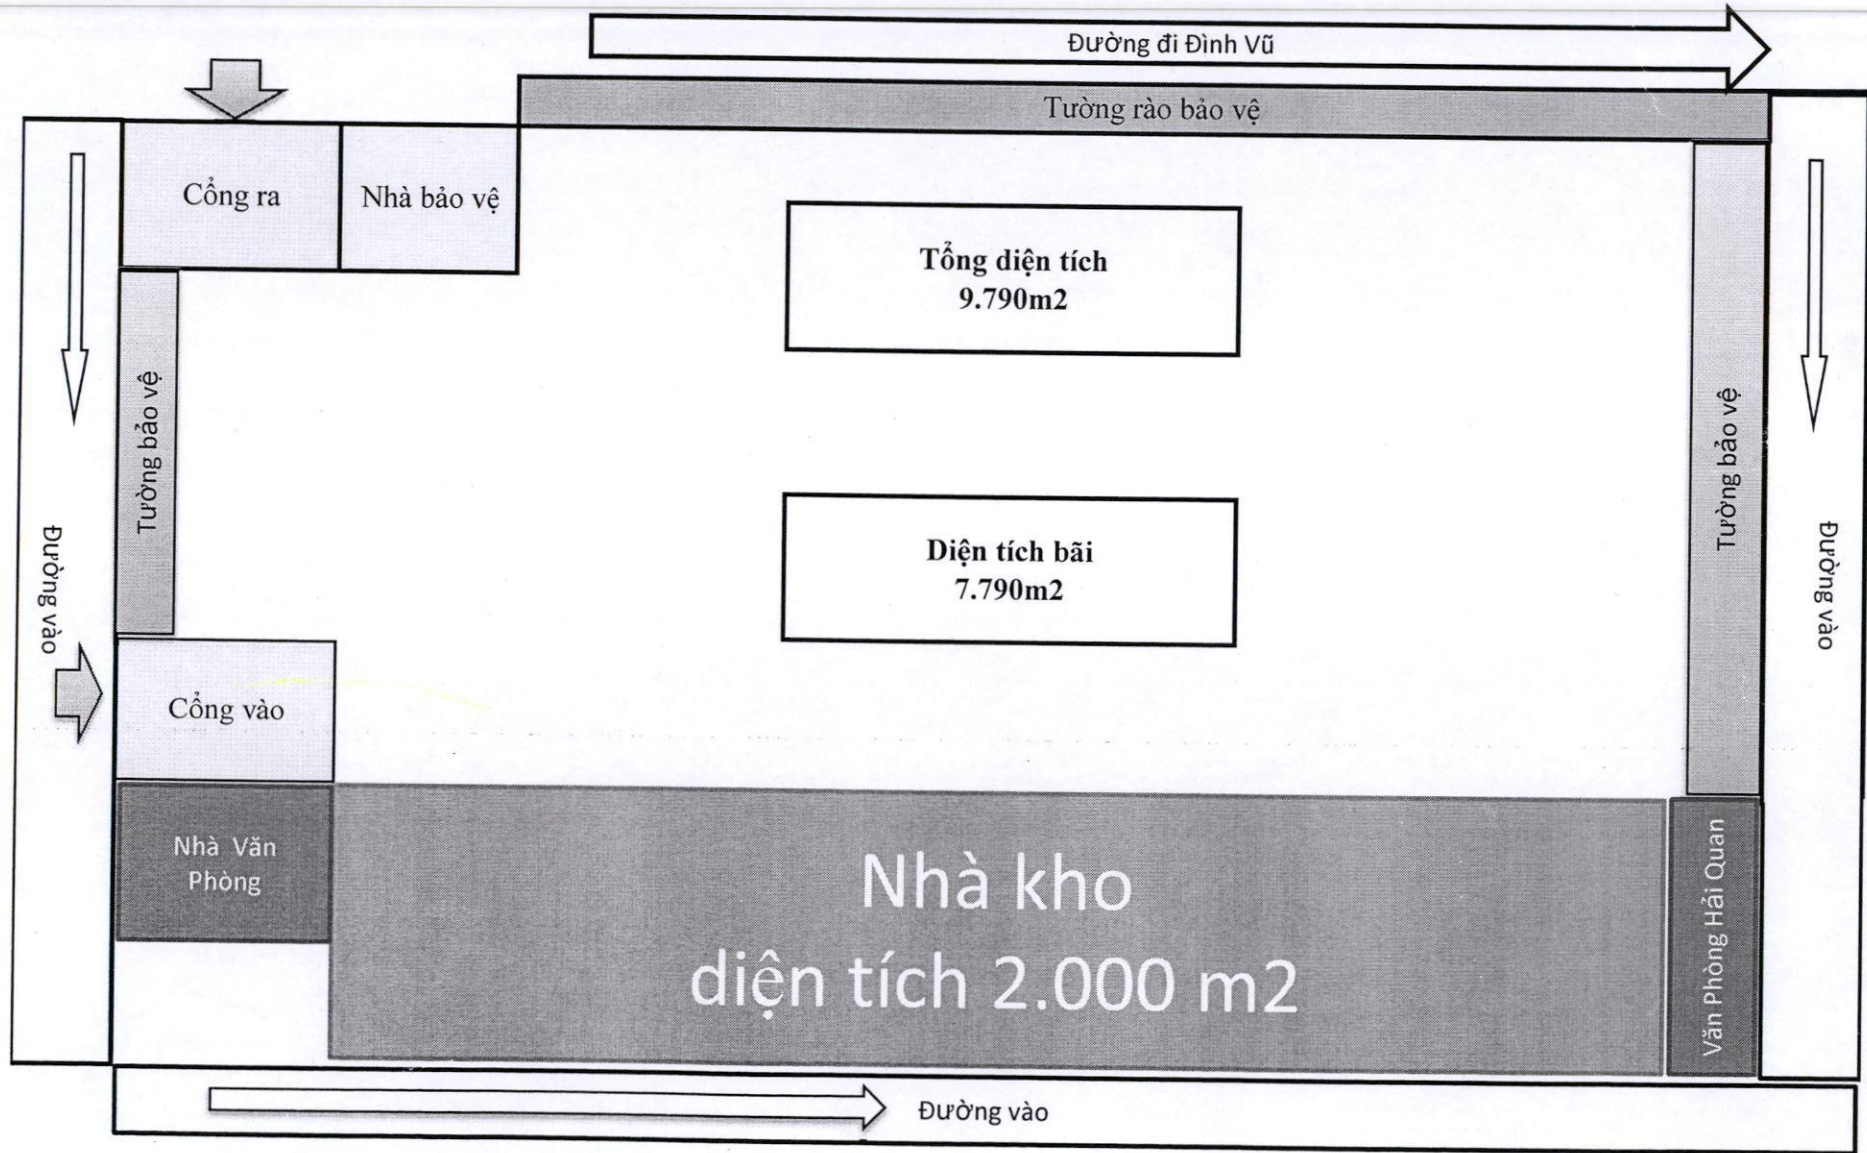 Đường đi Đình Vũ
Tường rào bảo vệ
Cổng ra
Nhà bảo vệ
Tổng diện tích
9.790m2
Tường bảo vệ
Tường bảo vệ
Diện tích bãi
7.790m2
Đường vào
Đường vào
Cổng vào
Nhà Văn
Phòng
Nhà kho
diện tích 2.000 m2
Văn Phòng Hải Quan
Đường vào